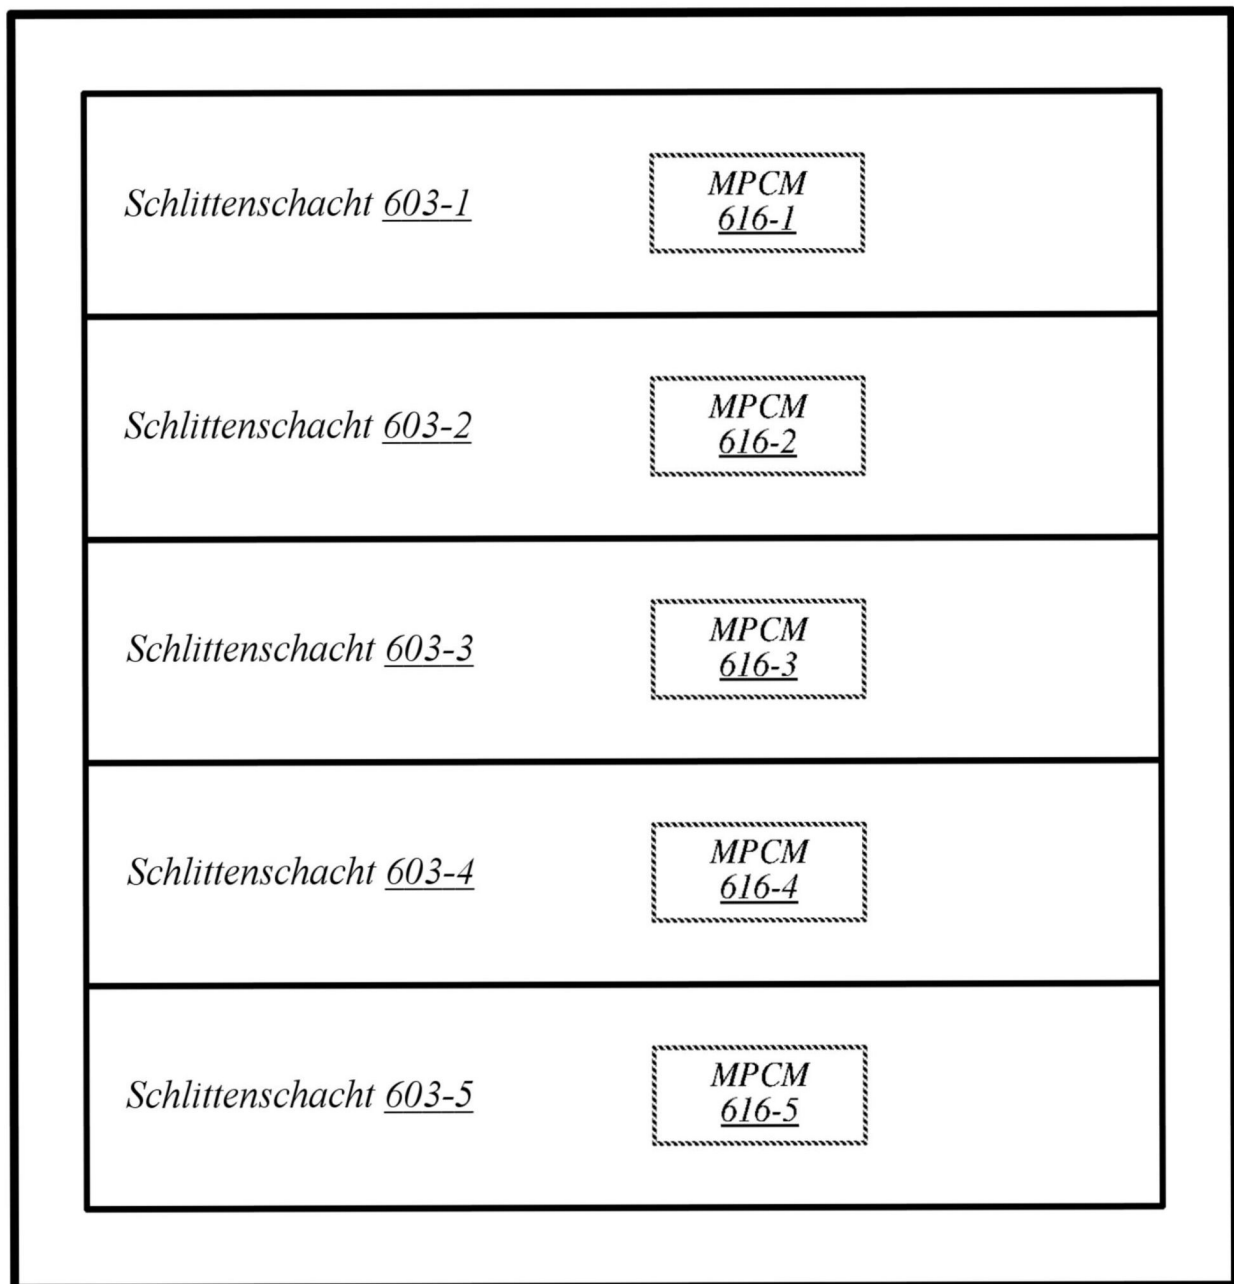 Schlittenschacht 603-1
MPCM
616-1
Schlittenschacht 603-2
MPCM
616-2
Schlittenschacht 603-3
MPCM
616-3
Schlittenschacht 603-4
MPCM
616-4
Schlittenschacht 603-5
MPCM
616-5